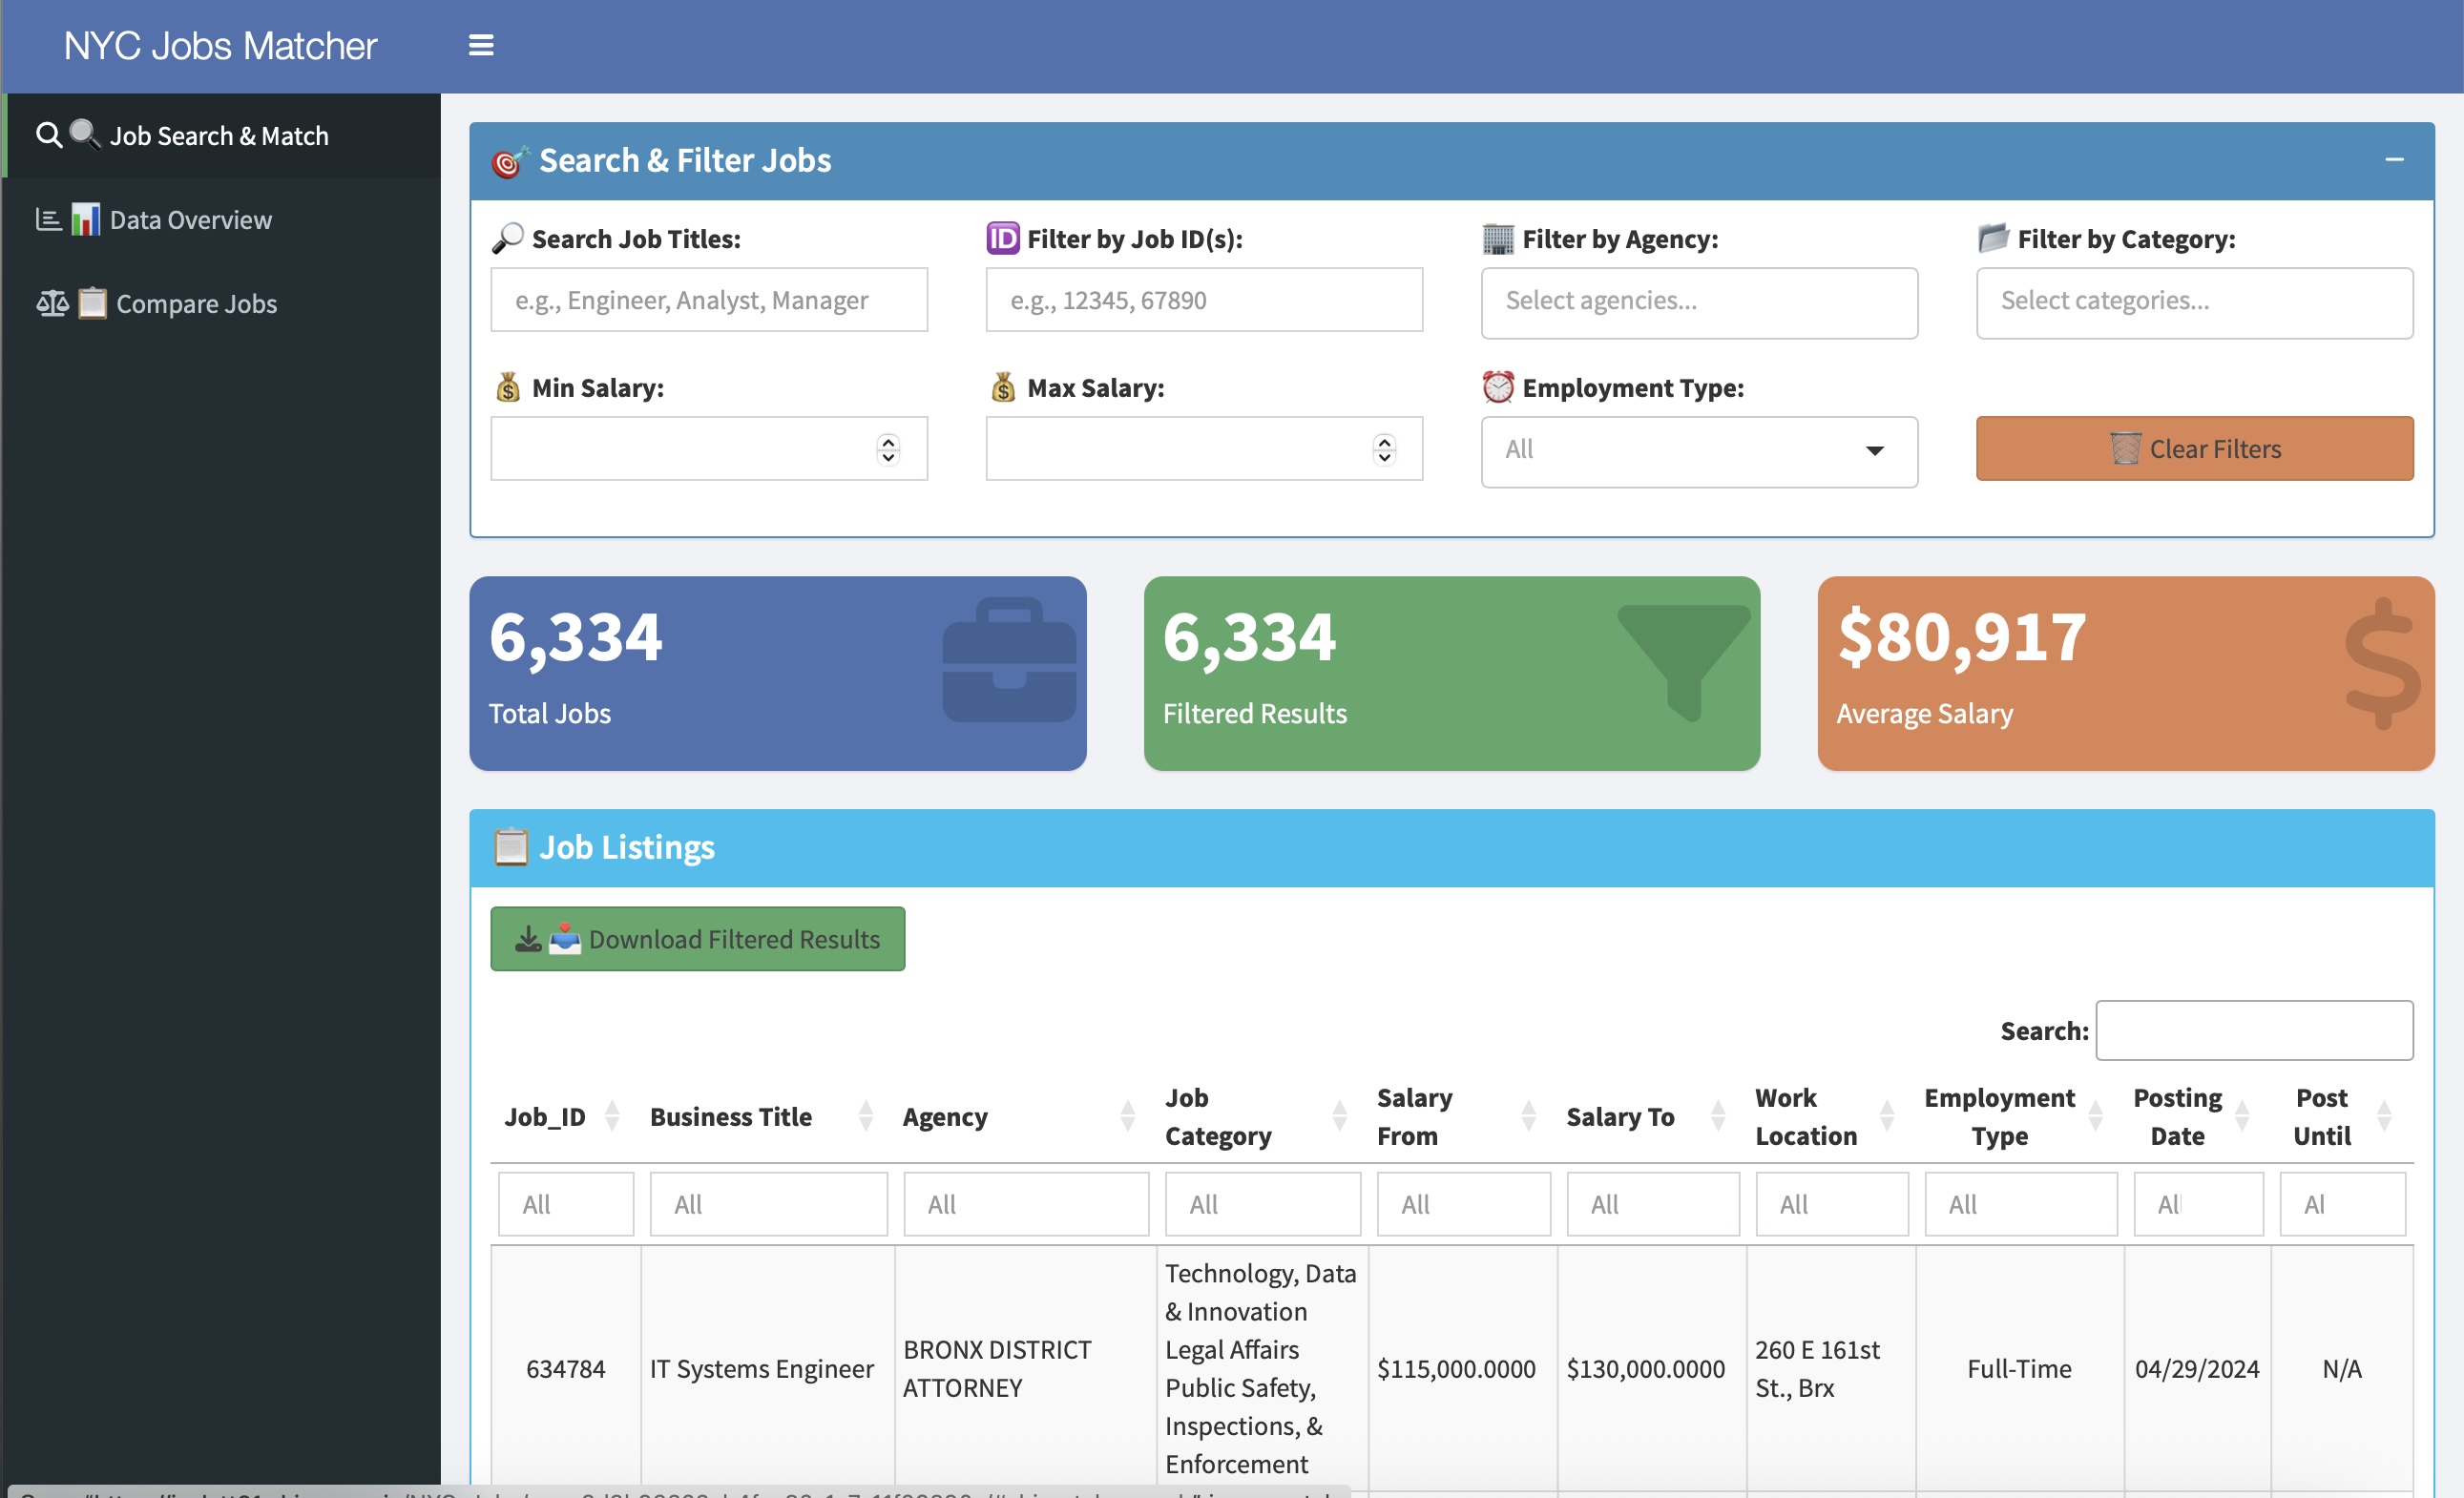 NYC Jobs Matcher
Job Search & Match
Data Overview
Compare Jobs
Search & Filter Jobs
Search Job Titles:
ID Filter by Job ID(s):
Filter by Agency:
Filter by Category:
e.g., Engineer, Analyst, Manager
e.g., 12345, 67890
Select agencies...
Select categories...
Min Salary:
Max Salary:
Employment Type:
All
Clear Filters
6,334
Total Jobs
6,334
Filtered Results
$80,917
Average Salary
Job Listings
Download Filtered Results
Search:
Job_ID
Business Title
Agency
Job
Category
Salary
From
Salary To
Work
Location
Employment
Type
Posting
Date
Post
Until
All
All
All
All
All
All
All
All
All
Al
634784
IT Systems Engineer
BRONX DISTRICT
ATTORNEY
Technology, Data
& Innovation
Legal Affairs
Public Safety,
Inspections, &
Enforcement
$115,000.0000
$130,000.0000
260 E 161st
St., Brx
Full-Time
04/29/2024
N/A